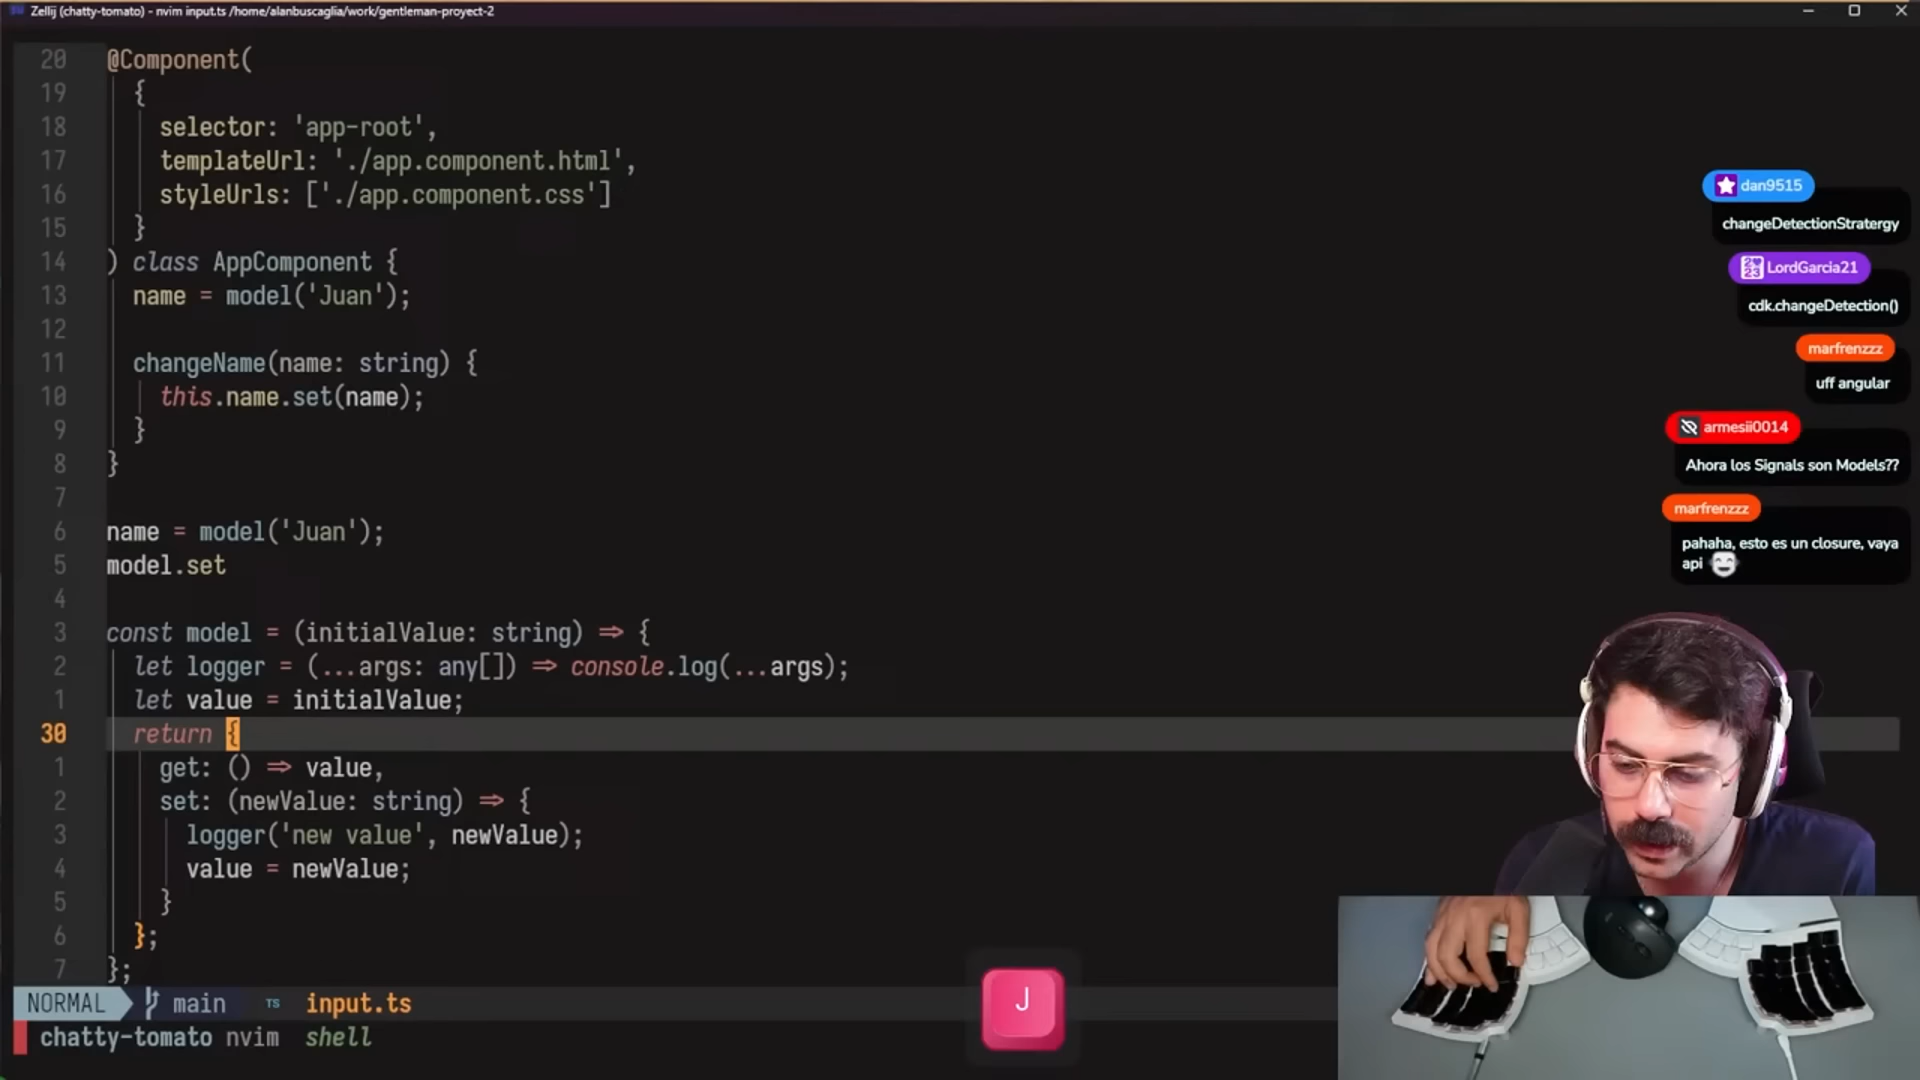 Zellij (chatty-tomato) - nvim input.ts /home/alanbuscaglia/work/gentleman-proyect-2
20 @Component(
19 {
18 selector: 'app-root',
17 templateUrl: './app.component.html',
16 styleUrls: ['./app.component.css']
15 }
14 ) class AppComponent {
13 name = model('Juan');
12
11 changeName(name: string) {
10 this.name.set(name);
9 }
8 }
7
6 name = model('Juan');
5 model.set
4
3 const model = (initialValue: string) => {
2 let logger = (...args: any[]) => console.log(...args);
1 let value = initialValue;
30 return {
1 get: () => value,
2 set: (newValue: string) => {
3 logger('new value', newValue);
4 value = newValue;
5 }
6 };
7 };
NORMAL main TS input.ts
chatty-tomato nvim shell
dan9515
changeDetectionStratergy
LordGarcia21
cdk.changeDetection()
marfrenzzz
uff angular
armesii0014
Ahora los Signals son Models??
marfrenzzz
pahaha, esto es un closure, vaya
api
J